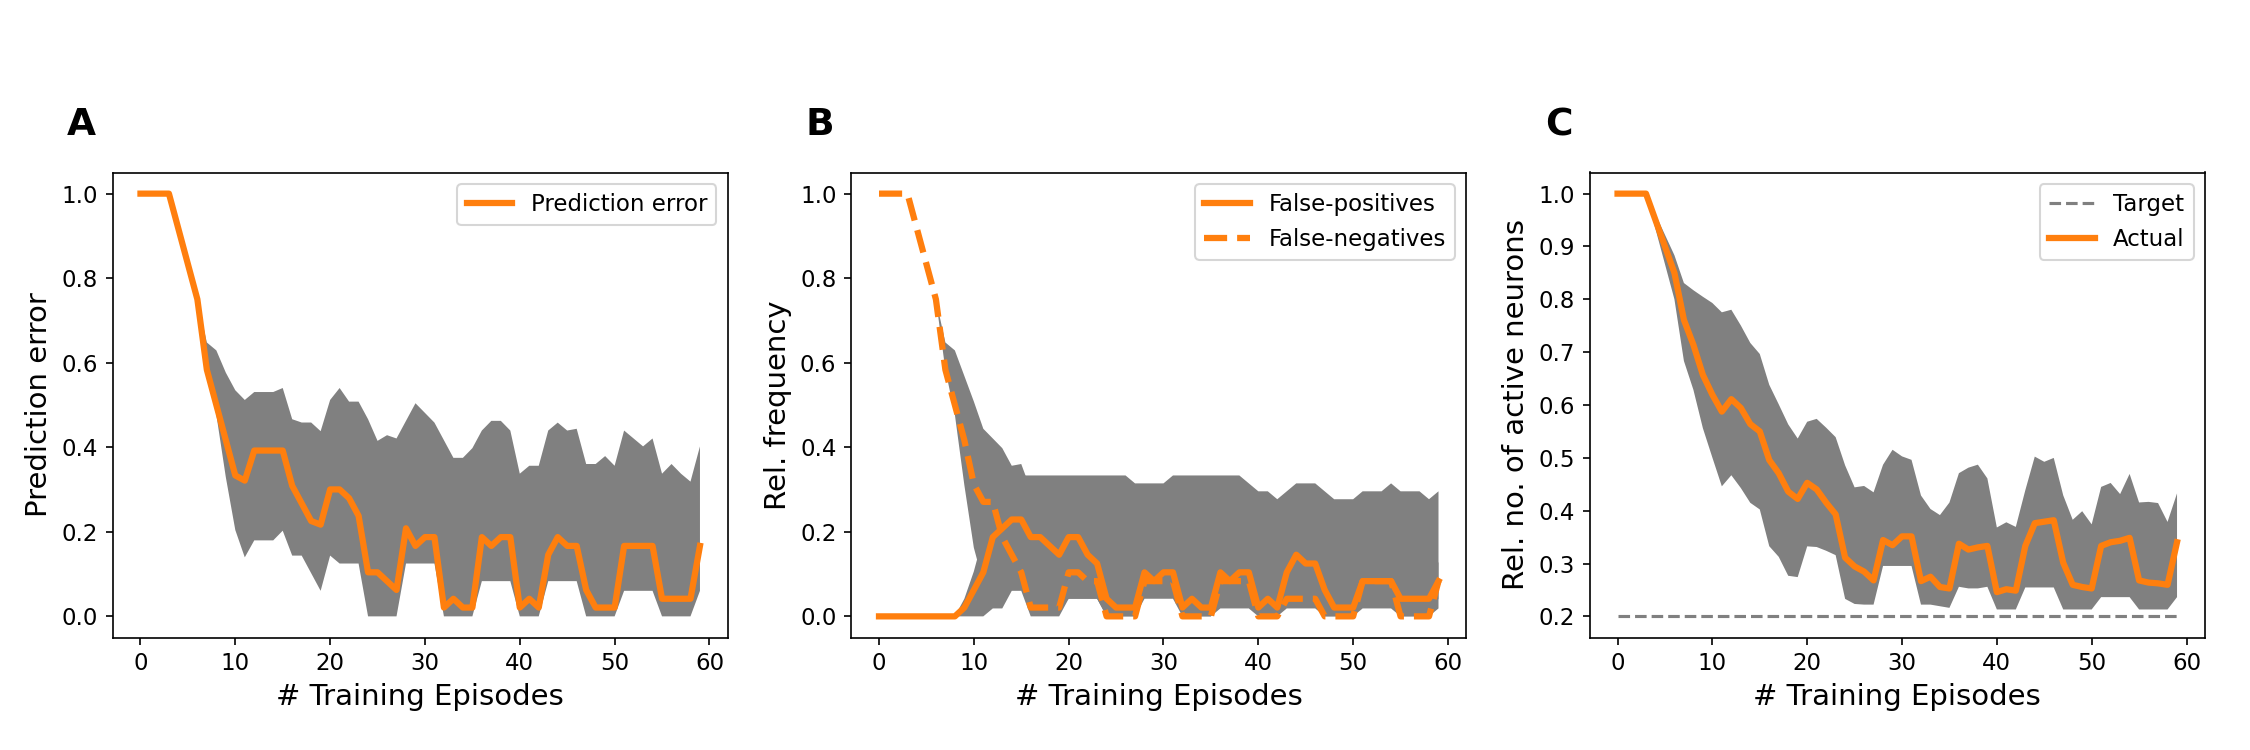 A
B
C
Prediction error
1.0
0.8
0.6
0.4
0.2
0.0
0 10 20 30 40 50 60
# Training Episodes
Prediction error
Rel. frequency
1.0
0.8
0.6
0.4
0.2
0.0
0 10 20 30 40 50 60
# Training Episodes
False-positives
False-negatives
Rel. no. of active neurons
1.0
0.9
0.8
0.7
0.6
0.5
0.4
0.3
0.2
0 10 20 30 40 50 60
# Training Episodes
Target
Actual